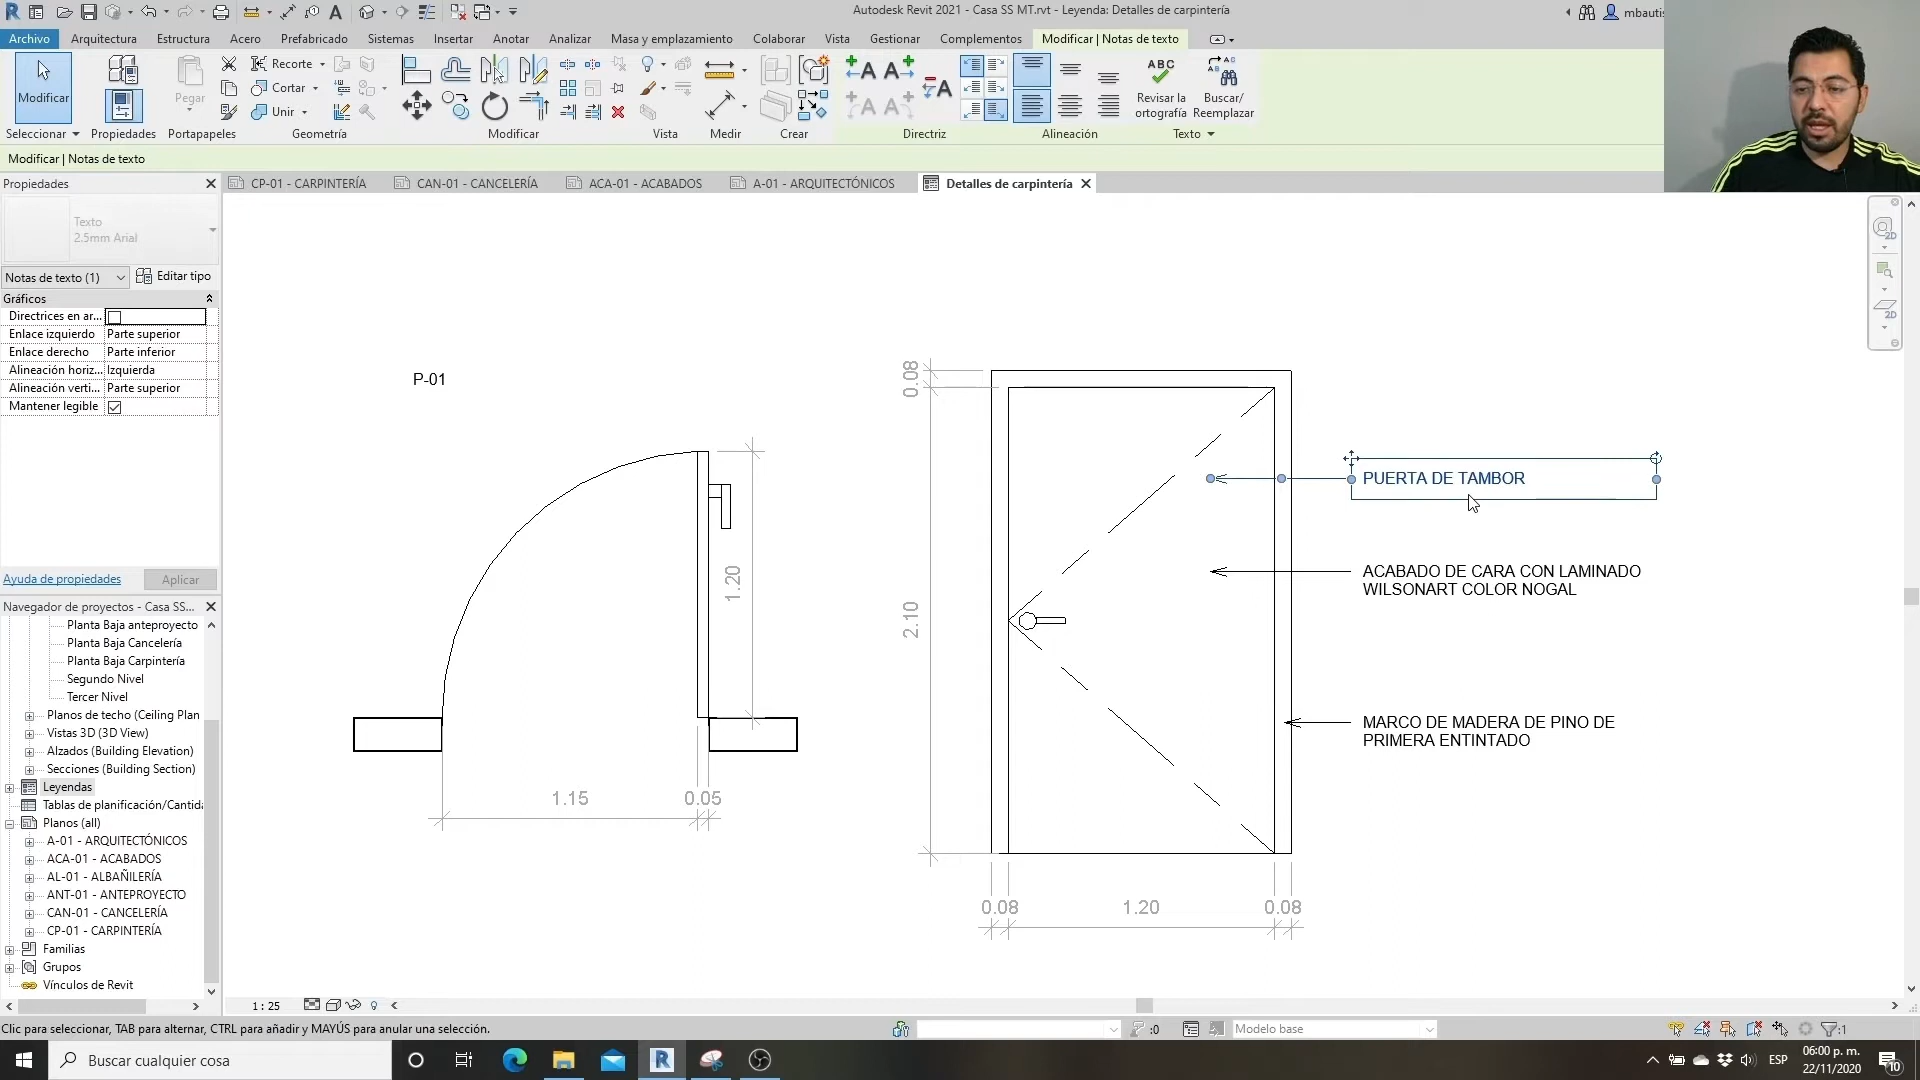 Autodesk Revit 2021 - Casa SS MT.rvt - Leyenda: Detalles de carpintería
mbautis
Archivo Arquitectura Estructura Acero Prefabricado Sistemas Insertar Anotar Analizar Masa y emplazamiento Colaborar Vista Gestionar Complementos Modificar | Notas de texto
Modificar
Pegar
Recorte
Cortar
Unir
ABC
Revisar la ortografía
Buscar/ Reemplazar
Seleccionar Propiedades Portapapeles Geometría Modificar Vista Medir Crear Directriz Alineación Texto
Modificar | Notas de texto
Propiedades
CP-01 - CARPINTERÍA CAN-01 - CANCELERÍA ACA-01 - ACABADOS A-01 - ARQUITECTÓNICOS Detalles de carpintería
Texto
2.5mm Arial
Notas de texto (1) Editar tipo
Gráficos
Directrices en ar...
Enlace izquierdo Parte superior
Enlace derecho Parte inferior
Alineación horiz... Izquierda
Alineación verti... Parte superior
Mantener legible
Ayuda de propiedades Aplicar
Navegador de proyectos - Casa SS...
Planta Baja anteproyecto
Planta Baja Cancelería
Planta Baja Carpintería
Segundo Nivel
Tercer Nivel
Planos de techo (Ceiling Plan
Vistas 3D (3D View)
Alzados (Building Elevation)
Secciones (Building Section)
Leyendas
Tablas de planificación/Cantida
Planos (all)
A-01 - ARQUITECTÓNICOS
ACA-01 - ACABADOS
AL-01 - ALBAÑILERÍA
ANT-01 - ANTEPROYECTO
CAN-01 - CANCELERÍA
CP-01 - CARPINTERÍA
Familias
Grupos
Vínculos de Revit
P-01
1.20
1.15
0.05
0.08
2.10
0.08
1.20
0.08
PUERTA DE TAMBOR
ACABADO DE CARA CON LAMINADO
WILSONART COLOR NOGAL
MARCO DE MADERA DE PINO DE
PRIMERA ENTINTADO
2D
2D
1 : 25
Clic para seleccionar, TAB para alternar, CTRL para añadir y MAYÚS para anular una selección.
:0
Modelo base
:1
Buscar cualquier cosa
ESP
06:00 p. m.
22/11/2020
10